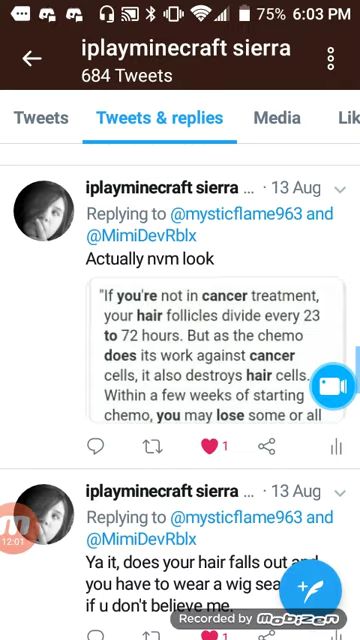 75% 6:03 PM
iplayminecraft sierra
684 Tweets
Tweets
Tweets & replies
Media
Lik
iplayminecraft sierra ... · 13 Aug
Replying to @mysticflame963 and
@MimiDevRblx
Actually nvm look
"If you're not in cancer treatment,
your hair follicles divide every 23
to 72 hours. But as the chemo
does its work against cancer
cells, it also destroys hair cells.
Within a few weeks of starting
chemo, you may lose some or all
1
iplayminecraft sierra ... · 13 Aug
Replying to @mysticflame963 and
@MimiDevRblx
12:01
Ya it, does your hair falls out and
you have to wear a wig sea
if u don't believe me.
Recorded by Mobizen
1